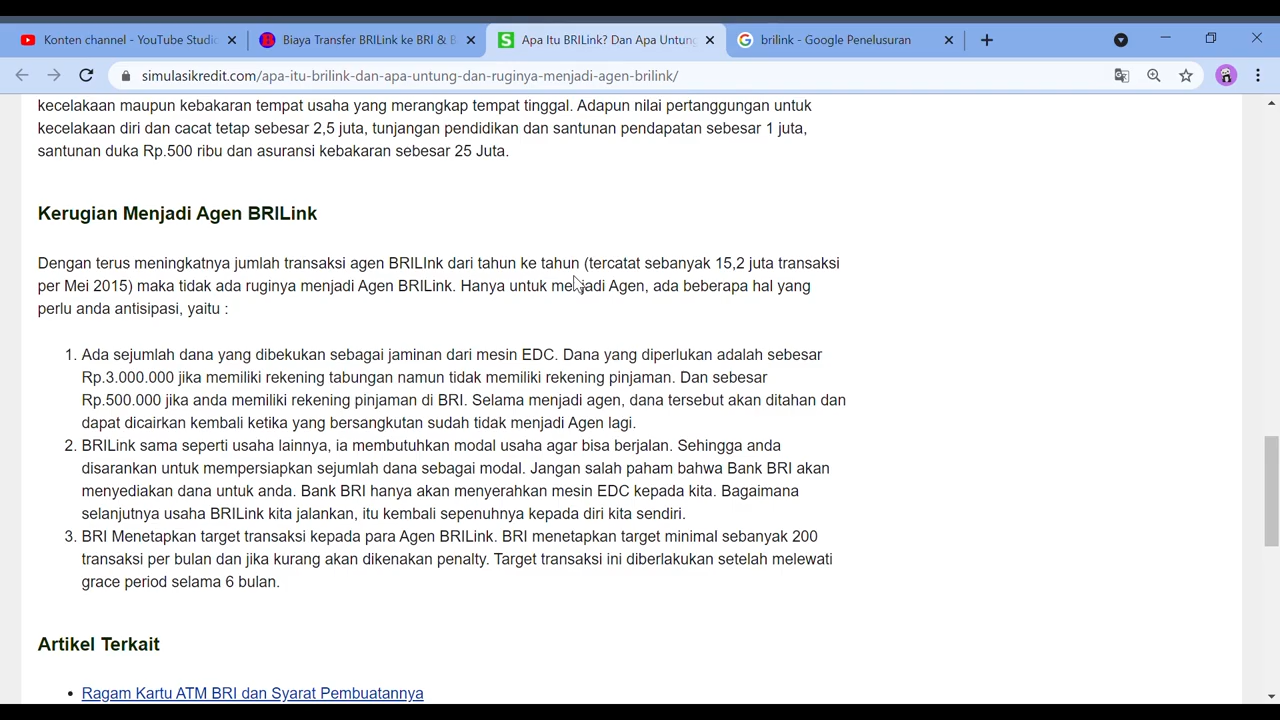 Konten channel - YouTube Studio
Biaya Transfer BRILink ke BRI & B
Apa Itu BRILink? Dan Apa Untung
brilink - Google Penelusuran
simulasikredit.com/apa-itu-brilink-dan-apa-untung-dan-ruginya-menjadi-agen-brilink/
kecelakaan maupun kebakaran tempat usaha yang merangkap tempat tinggal. Adapun nilai pertanggungan untuk
kecelakaan diri dan cacat tetap sebesar 2,5 juta, tunjangan pendidikan dan santunan pendapatan sebesar 1 juta,
santunan duka Rp.500 ribu dan asuransi kebakaran sebesar 25 Juta.
Kerugian Menjadi Agen BRILink
Dengan terus meningkatnya jumlah transaksi agen BRILInk dari tahun ke tahun (tercatat sebanyak 15,2 juta transaksi
per Mei 2015) maka tidak ada ruginya menjadi Agen BRILink. Hanya untuk menjadi Agen, ada beberapa hal yang
perlu anda antisipasi, yaitu :
1. Ada sejumlah dana yang dibekukan sebagai jaminan dari mesin EDC. Dana yang diperlukan adalah sebesar
Rp.3.000.000 jika memiliki rekening tabungan namun tidak memiliki rekening pinjaman. Dan sebesar
Rp.500.000 jika anda memiliki rekening pinjaman di BRI. Selama menjadi agen, dana tersebut akan ditahan dan
dapat dicairkan kembali ketika yang bersangkutan sudah tidak menjadi Agen lagi.
2. BRILink sama seperti usaha lainnya, ia membutuhkan modal usaha agar bisa berjalan. Sehingga anda
disarankan untuk mempersiapkan sejumlah dana sebagai modal. Jangan salah paham bahwa Bank BRI akan
menyediakan dana untuk anda. Bank BRI hanya akan menyerahkan mesin EDC kepada kita. Bagaimana
selanjutnya usaha BRILink kita jalankan, itu kembali sepenuhnya kepada diri kita sendiri.
3. BRI Menetapkan target transaksi kepada para Agen BRILink. BRI menetapkan target minimal sebanyak 200
transaksi per bulan dan jika kurang akan dikenakan penalty. Target transaksi ini diberlakukan setelah melewati
grace period selama 6 bulan.
Artikel Terkait
• Ragam Kartu ATM BRI dan Syarat Pembuatannya